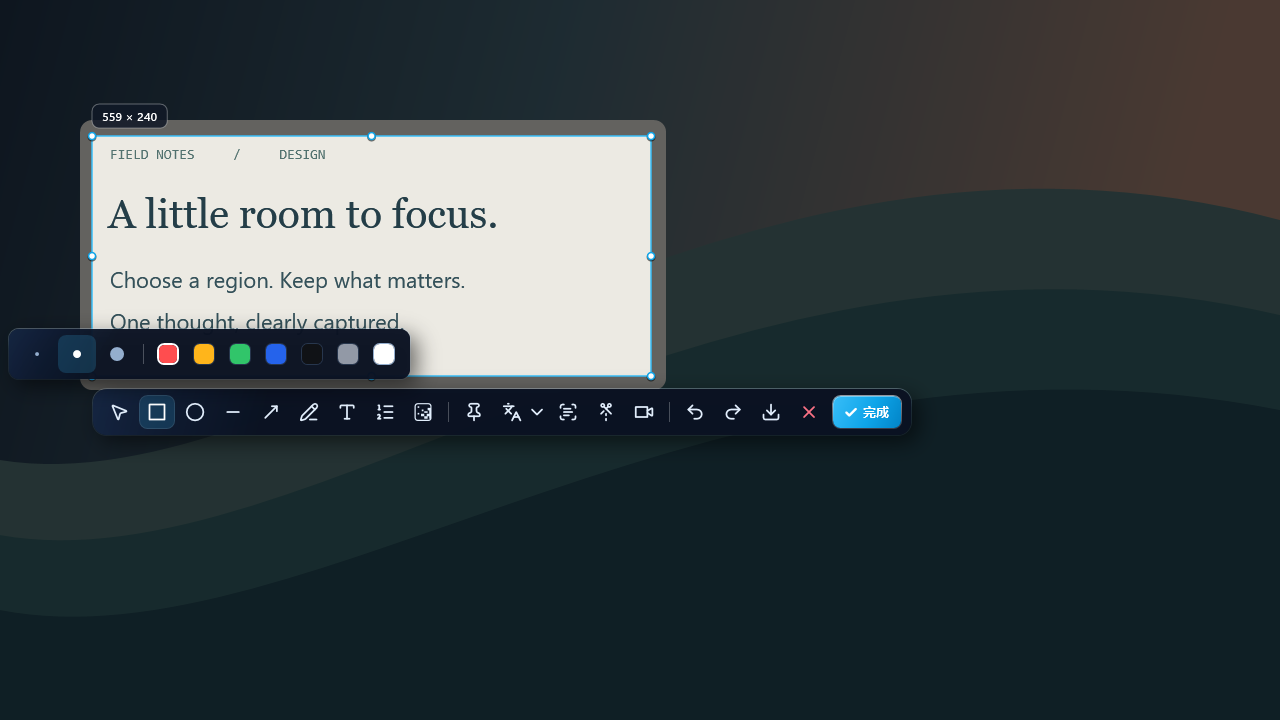 559 × 240
FIELD NOTES / DESIGN
A little room to focus.
Choose a region. Keep what matters.
One thought, clearly captured.
完成